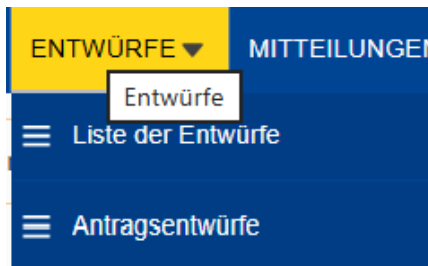 ENTWÜRFE MITTEILUNGEN
Entwürfe
Liste der Entwürfe
Antragsentwürfe